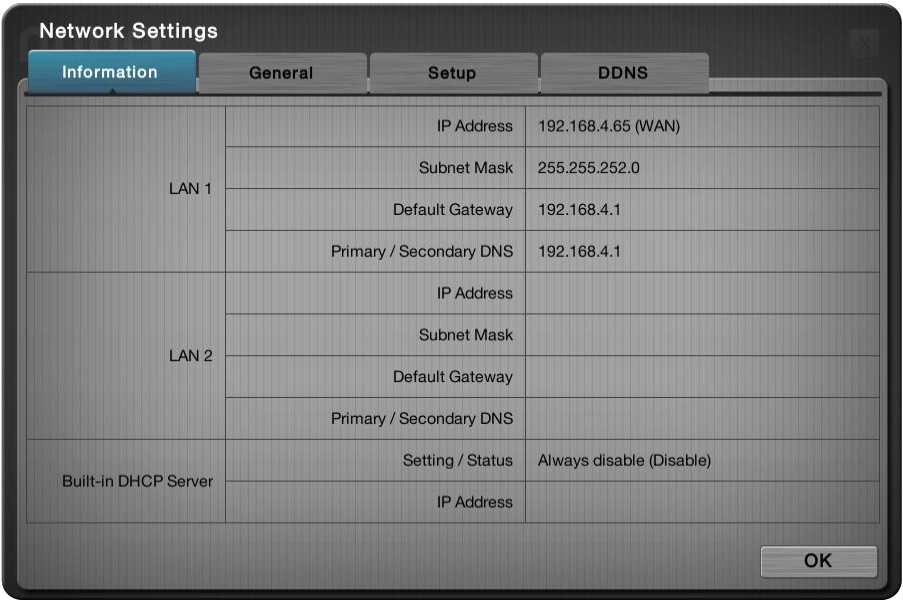 Network Settings
Information
General
Setup
DDNS
LAN 1
IP Address 192.168.4.65 (WAN)
Subnet Mask 255.255.252.0
Default Gateway 192.168.4.1
Primary / Secondary DNS 192.168.4.1
LAN 2
IP Address
Subnet Mask
Default Gateway
Primary / Secondary DNS
Built-in DHCP Server
Setting / Status Always disable (Disable)
IP Address
OK